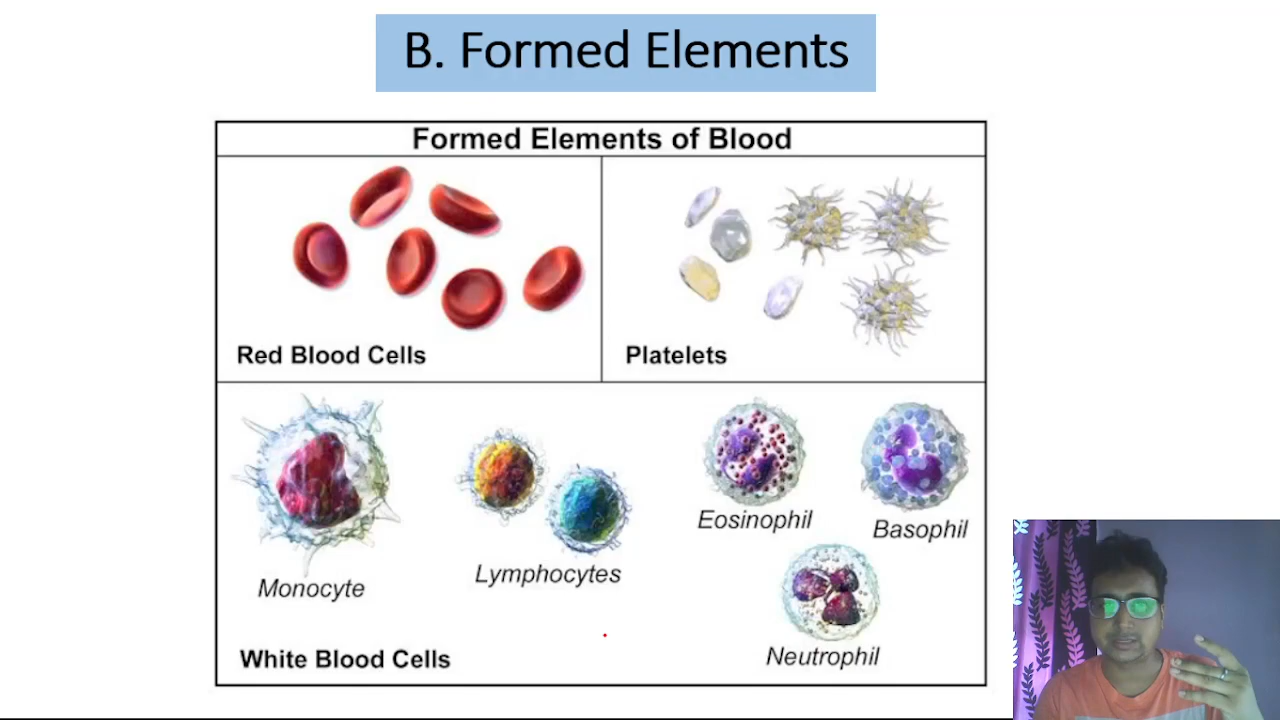 B. Formed Elements
Formed Elements of Blood
Red Blood Cells
Platelets
Monocyte
Lymphocytes
Eosinophil
Basophil
Neutrophil
White Blood Cells